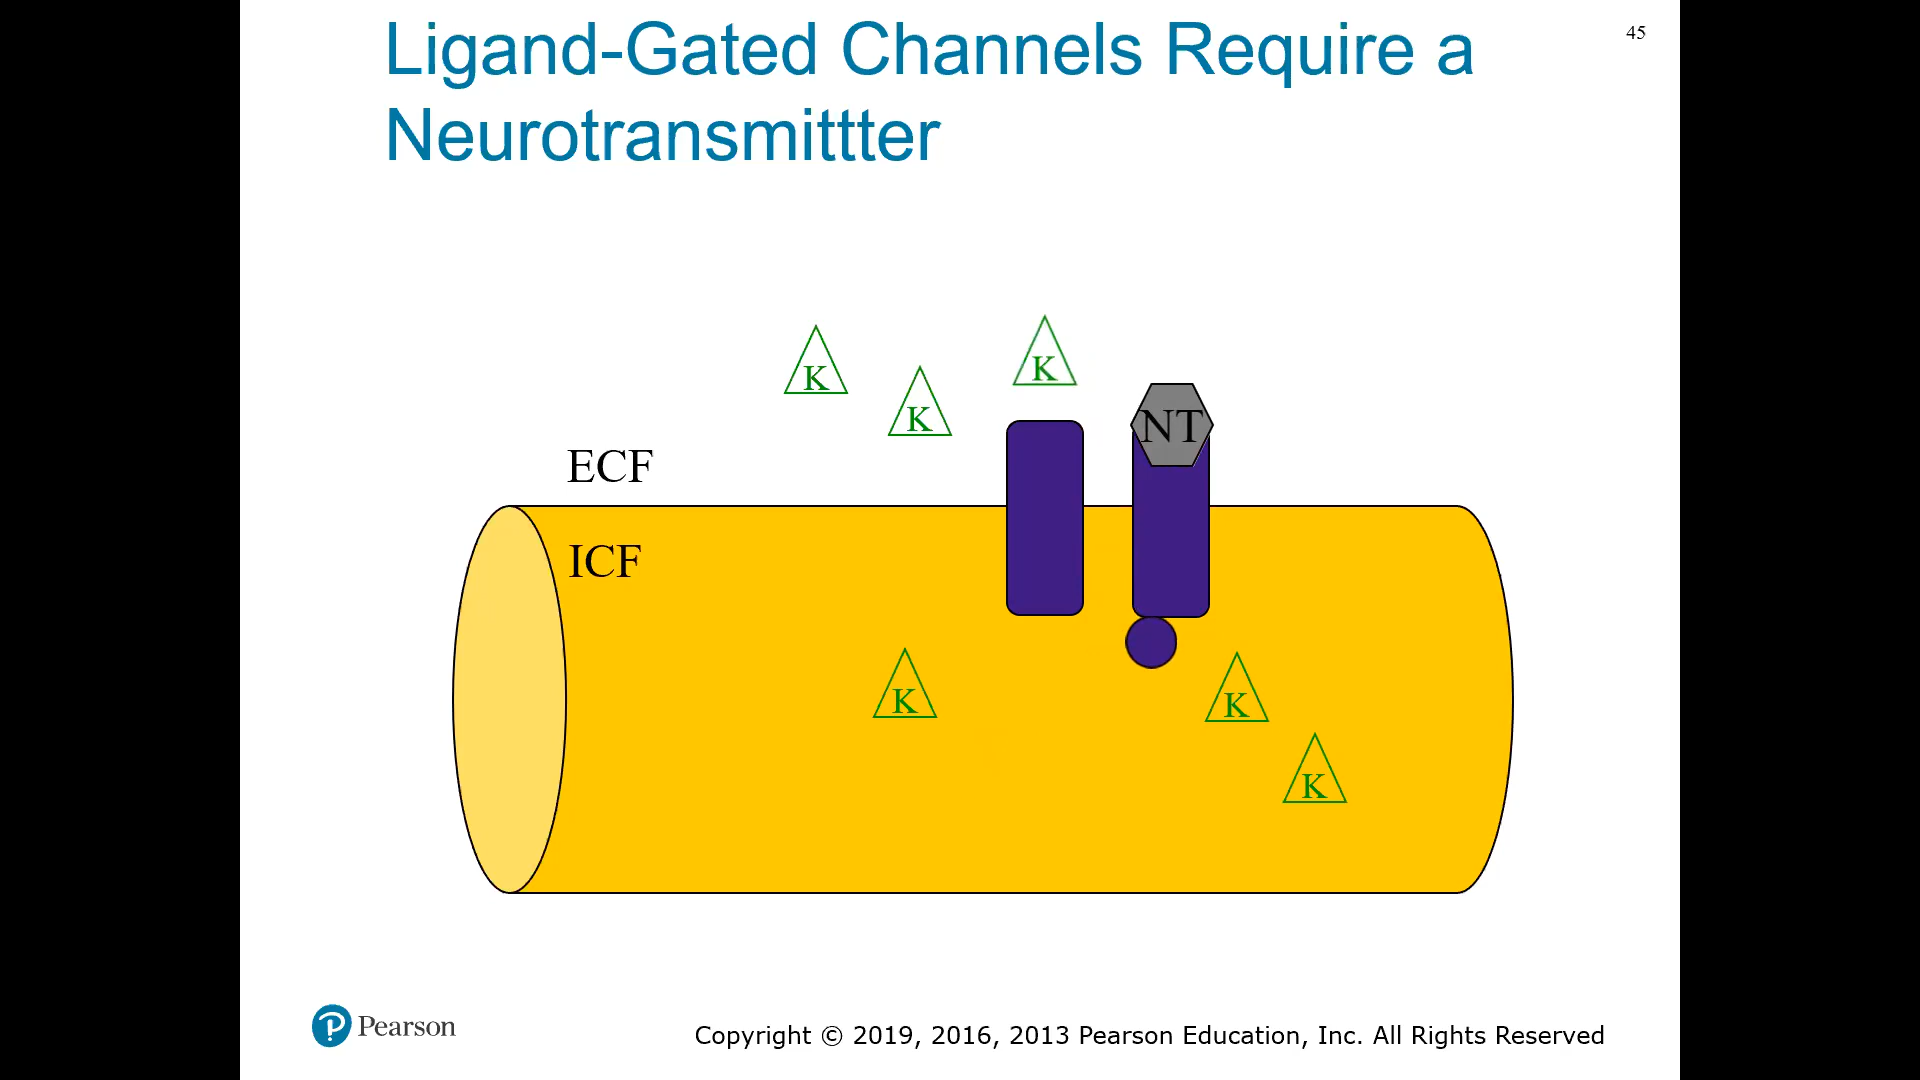 Ligand-Gated Channels Require a
Neurotransmittter
45
K
K
K
NT
ECF
ICF
K
K
K
Pearson
Copyright © 2019, 2016, 2013 Pearson Education, Inc. All Rights Reserved